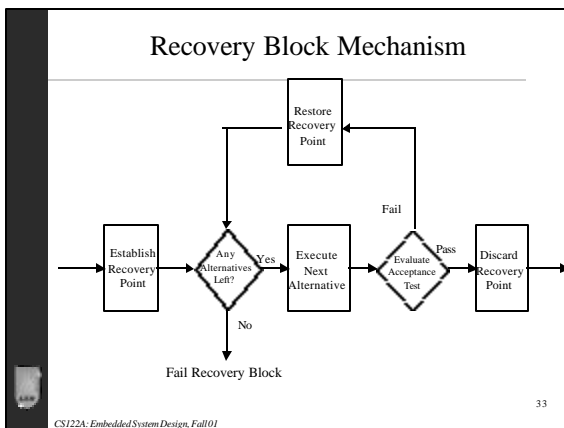 Recovery Block Mechanism
Restore
Recovery
Point
Fail
Establish
Recovery
Point
Any
Alternatives
Left?
Yes
Execute
Next
Alternative
Evaluate
Acceptance
Test
Pass
Discard
Recovery
Point
No
Fail Recovery Block
33
CS122A: Embedded System Design, Fall 01